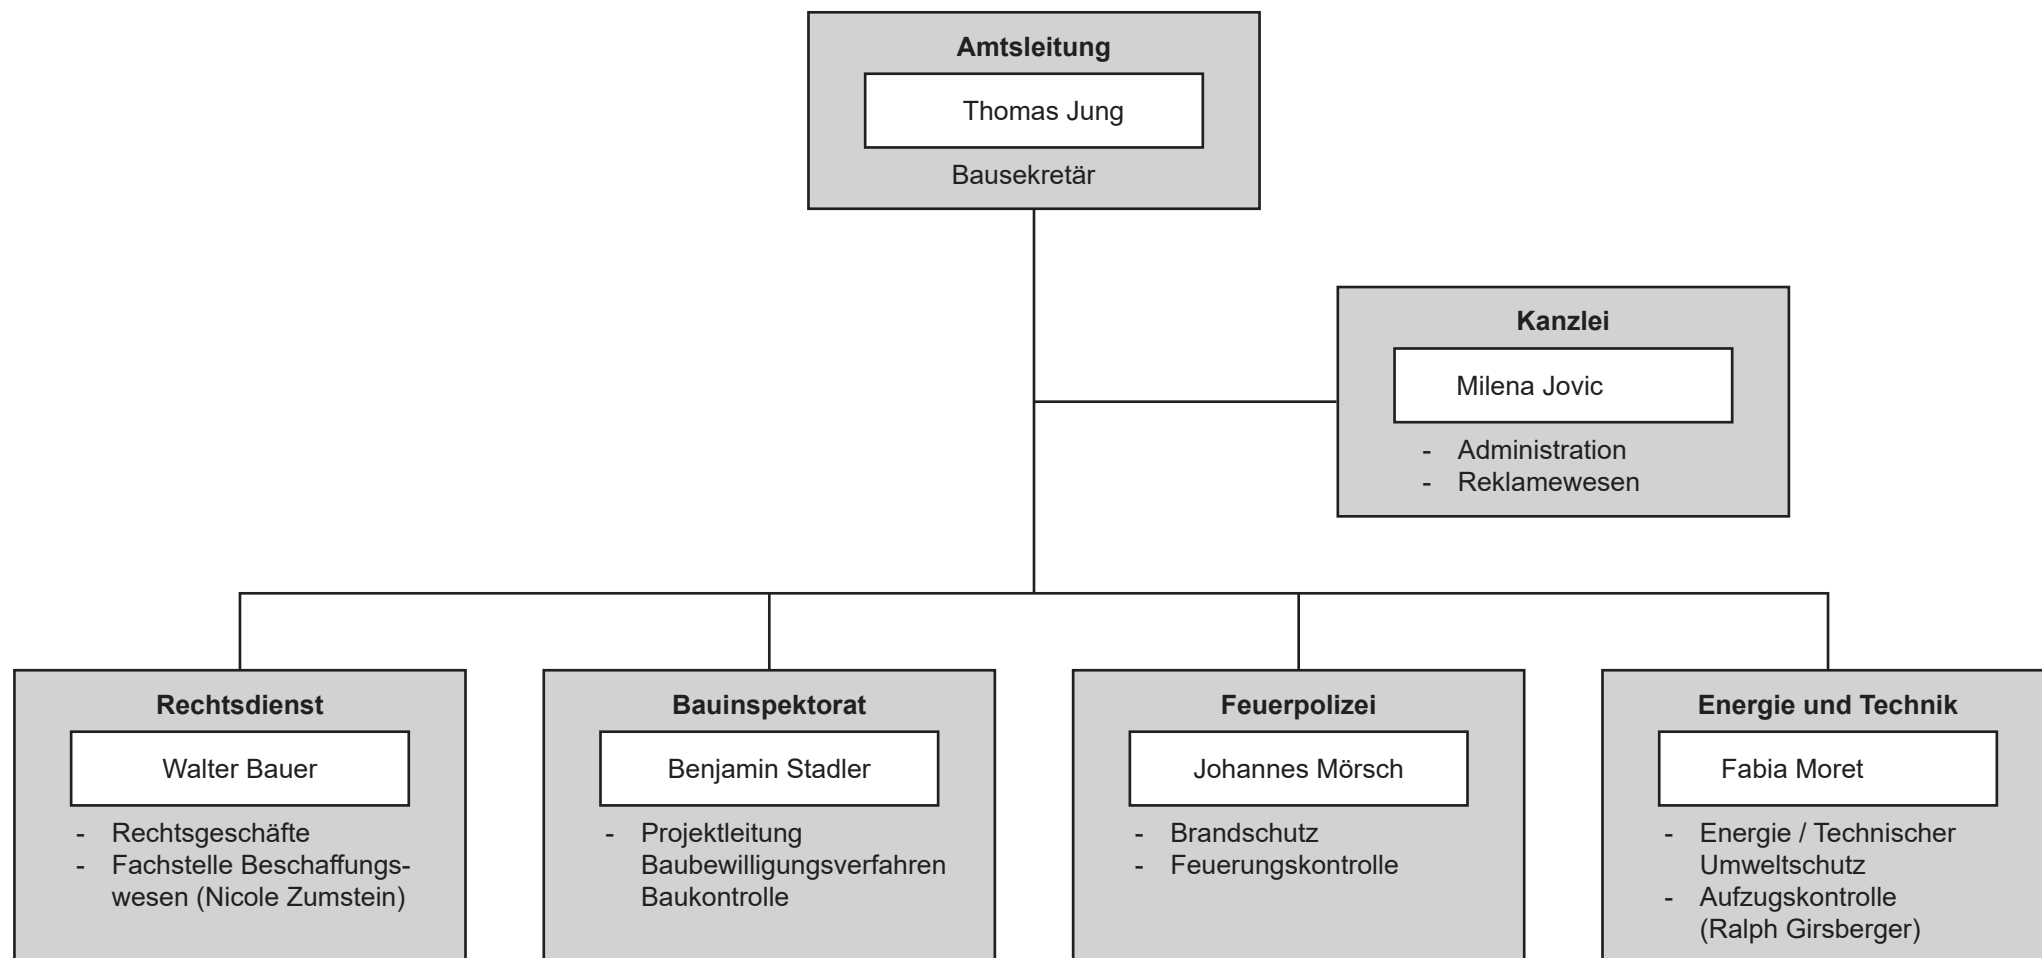 Amtsleitung
Thomas Jung
Bausekretär
Kanzlei
Milena Jovic
- Administration
- Reklamewesen
Rechtsdienst
Walter Bauer
- Rechtsgeschäfte
- Fachstelle Beschaffungs-
wesen (Nicole Zumstein)
Bauinspektorat
Benjamin Stadler
- Projektleitung
Baubewilligungsverfahren
Baukontrolle
Feuerpolizei
Johannes Mörsch
- Brandschutz
- Feuerungskontrolle
Energie und Technik
Fabia Moret
- Energie / Technischer
Umweltschutz
- Aufzugskontrolle
(Ralph Girsberger)